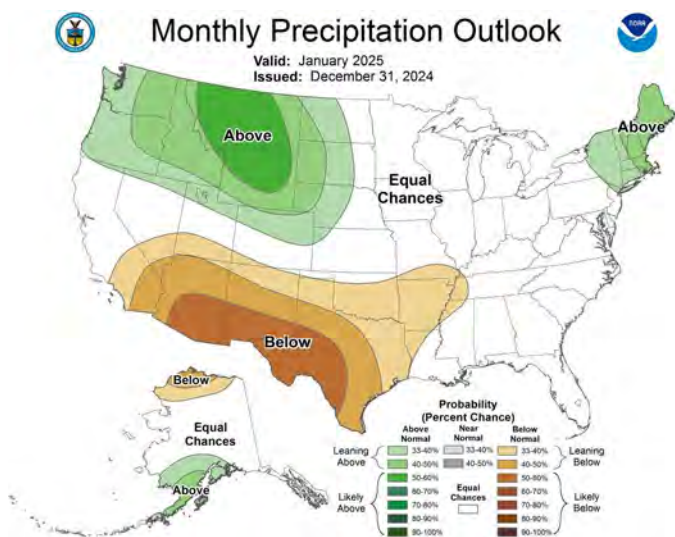 Monthly Precipitation Outlook
Valid: January 2025
Issued: December 31, 2024
NOAA
Above
Above
Equal
Chances
Below
Below
Equal
Chances
Above
Probability
(Percent Chance)
Above Normal
Near Normal
Below Normal
Leaning Above
33-40%
33-40%
33-40%
Leaning Below
40-50%
40-50%
40-50%
Likely Above
50-60%
50-60%
Likely Below
60-70%
Equal Chances
60-70%
70-80%
70-80%
80-90%
80-90%
90-100%
90-100%